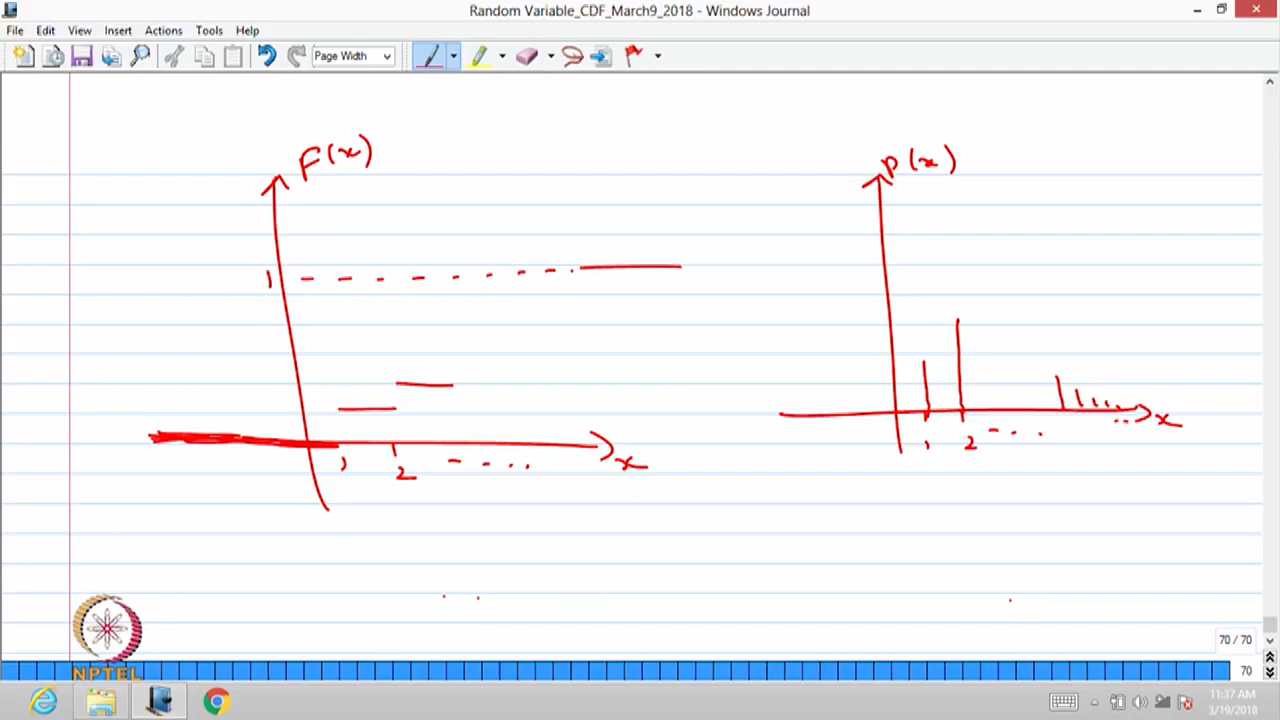 Random Variable_CDF_March9_2018 - Windows Journal
File Edit View Insert Actions Tools Help
Page Width
F(x)
1
1 2 - - . . .
x
P(x)
1 2 - . . .
x
NPTEL
70 / 70
70
11:37 AM
3/19/2018